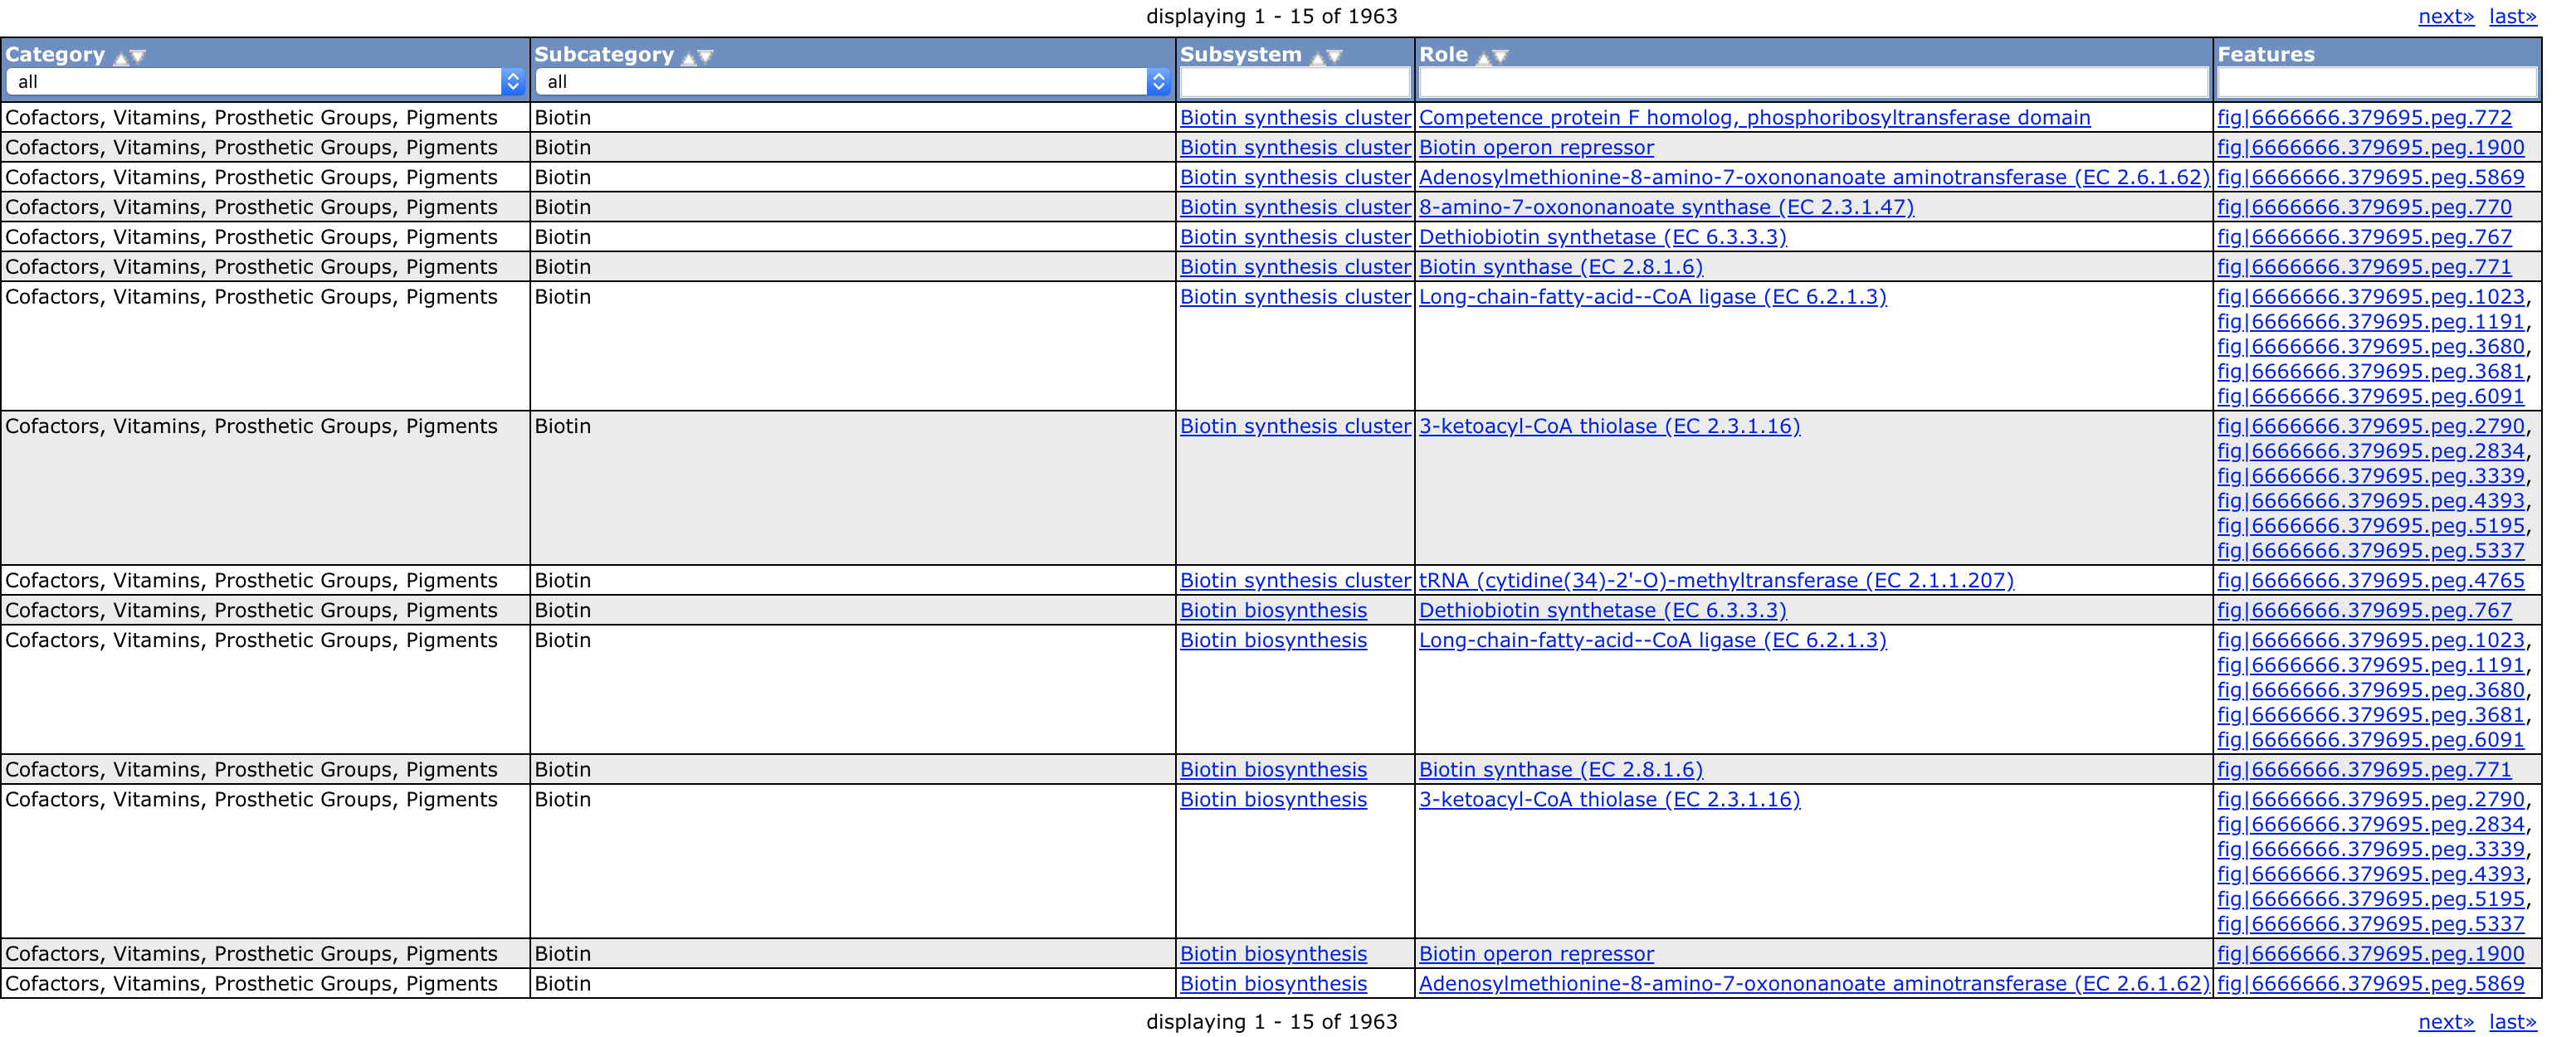 displaying 1 - 15 of 1963 next» last»
Category Subcategory Subsystem Role Features
all all
Cofactors, Vitamins, Prosthetic Groups, Pigments Biotin Biotin synthesis cluster Competence protein F homolog, phosphoribosyltransferase domain fig|6666666.379695.peg.772
Cofactors, Vitamins, Prosthetic Groups, Pigments Biotin Biotin synthesis cluster Biotin operon repressor fig|6666666.379695.peg.1900
Cofactors, Vitamins, Prosthetic Groups, Pigments Biotin Biotin synthesis cluster Adenosylmethionine-8-amino-7-oxononanoate aminotransferase (EC 2.6.1.62) fig|6666666.379695.peg.5869
Cofactors, Vitamins, Prosthetic Groups, Pigments Biotin Biotin synthesis cluster 8-amino-7-oxononanoate synthase (EC 2.3.1.47) fig|6666666.379695.peg.770
Cofactors, Vitamins, Prosthetic Groups, Pigments Biotin Biotin synthesis cluster Dethiobiotin synthetase (EC 6.3.3.3) fig|6666666.379695.peg.767
Cofactors, Vitamins, Prosthetic Groups, Pigments Biotin Biotin synthesis cluster Biotin synthase (EC 2.8.1.6) fig|6666666.379695.peg.771
Cofactors, Vitamins, Prosthetic Groups, Pigments Biotin Biotin synthesis cluster Long-chain-fatty-acid--CoA ligase (EC 6.2.1.3) fig|6666666.379695.peg.1023,
fig|6666666.379695.peg.1191,
fig|6666666.379695.peg.3680,
fig|6666666.379695.peg.3681,
fig|6666666.379695.peg.6091
Cofactors, Vitamins, Prosthetic Groups, Pigments Biotin Biotin synthesis cluster 3-ketoacyl-CoA thiolase (EC 2.3.1.16) fig|6666666.379695.peg.2790,
fig|6666666.379695.peg.2834,
fig|6666666.379695.peg.3339,
fig|6666666.379695.peg.4393,
fig|6666666.379695.peg.5195,
fig|6666666.379695.peg.5337
Cofactors, Vitamins, Prosthetic Groups, Pigments Biotin Biotin synthesis cluster tRNA (cytidine(34)-2'-O)-methyltransferase (EC 2.1.1.207) fig|6666666.379695.peg.4765
Cofactors, Vitamins, Prosthetic Groups, Pigments Biotin Biotin biosynthesis Dethiobiotin synthetase (EC 6.3.3.3) fig|6666666.379695.peg.767
Cofactors, Vitamins, Prosthetic Groups, Pigments Biotin Biotin biosynthesis Long-chain-fatty-acid--CoA ligase (EC 6.2.1.3) fig|6666666.379695.peg.1023,
fig|6666666.379695.peg.1191,
fig|6666666.379695.peg.3680,
fig|6666666.379695.peg.3681,
fig|6666666.379695.peg.6091
Cofactors, Vitamins, Prosthetic Groups, Pigments Biotin Biotin biosynthesis Biotin synthase (EC 2.8.1.6) fig|6666666.379695.peg.771
Cofactors, Vitamins, Prosthetic Groups, Pigments Biotin Biotin biosynthesis 3-ketoacyl-CoA thiolase (EC 2.3.1.16) fig|6666666.379695.peg.2790,
fig|6666666.379695.peg.2834,
fig|6666666.379695.peg.3339,
fig|6666666.379695.peg.4393,
fig|6666666.379695.peg.5195,
fig|6666666.379695.peg.5337
Cofactors, Vitamins, Prosthetic Groups, Pigments Biotin Biotin biosynthesis Biotin operon repressor fig|6666666.379695.peg.1900
Cofactors, Vitamins, Prosthetic Groups, Pigments Biotin Biotin biosynthesis Adenosylmethionine-8-amino-7-oxononanoate aminotransferase (EC 2.6.1.62) fig|6666666.379695.peg.5869
displaying 1 - 15 of 1963 next» last»